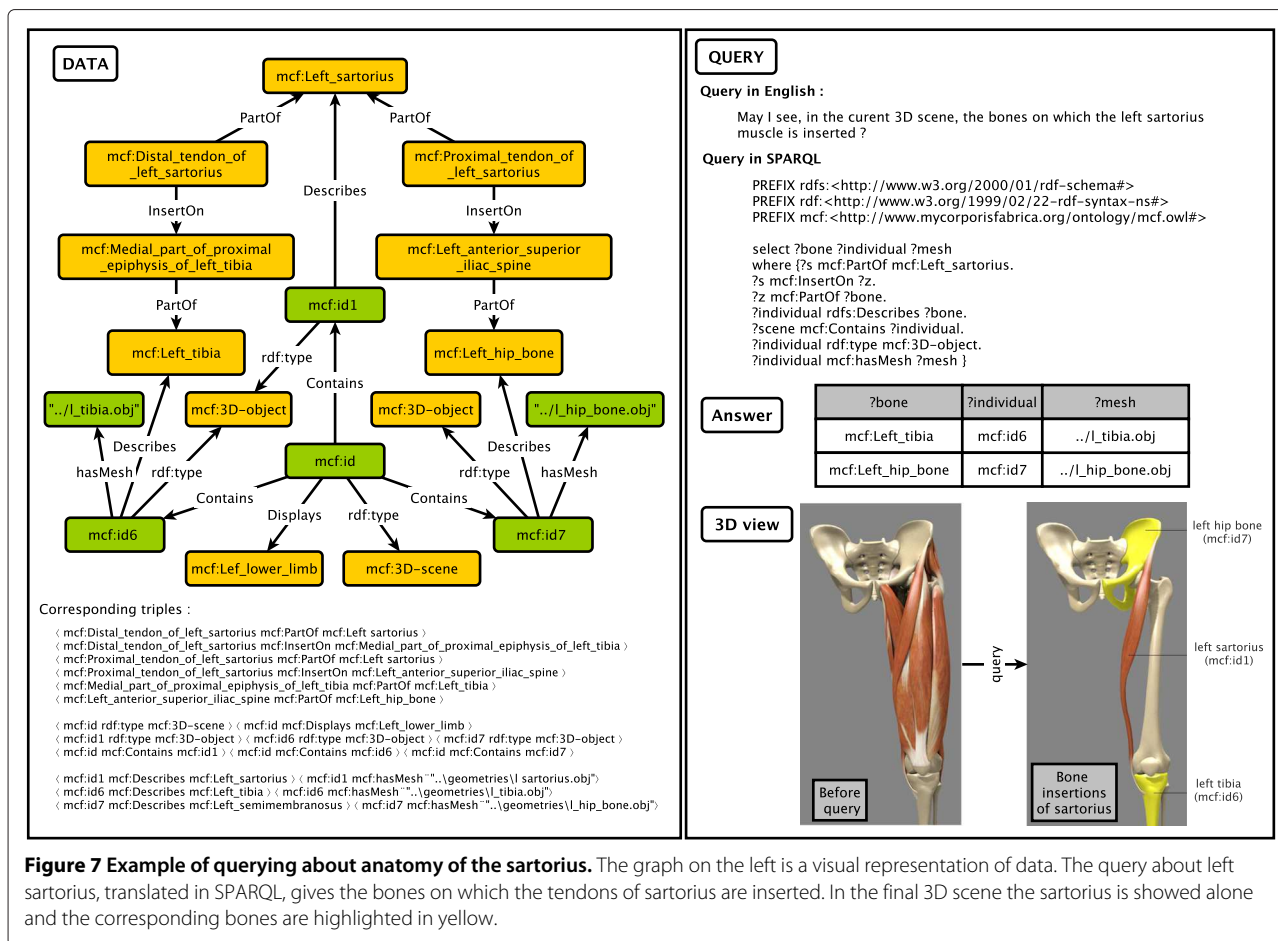 DATA
mcf:Left_sartorius
PartOf
PartOf
mcf:Distal_tendon_of
_left_sartorius
mcf:Proximal_tendon_of
_left_sartorius
Describes
InsertOn
InsertOn
mcf:Medial_part_of_proximal
_epiphysis_of_left_tibia
mcf:Left_anterior_superior
_iliac_spine
PartOf
mcf:id1
PartOf
mcf:Left_tibia
rdf:type
mcf:Left_hip_bone
Contains
"../l_tibia.obj"
mcf:3D-object
mcf:3D-object
"../l_hip_bone.obj"
Describes
Describes
hasMesh
rdf:type
mcf:id
rdf:type
hasMesh
Contains
Contains
Displays
rdf:type
mcf:id6
mcf:id7
mcf:Lef_lower_limb
mcf:3D-scene
Corresponding triples :
⟨ mcf:Distal_tendon_of_left_sartorius mcf:PartOf mcf:Left sartorius ⟩
⟨ mcf:Distal_tendon_of_left_sartorius mcf:InsertOn mcf:Medial_part_of_proximal_epiphysis_of_left_tibia ⟩
⟨ mcf:Proximal_tendon_of_left_sartorius mcf:PartOf mcf:Left sartorius ⟩
⟨ mcf:Proximal_tendon_of_left_sartorius mcf:InsertOn mcf:Left_anterior_superior_iliac_spine ⟩
⟨ mcf:Medial_part_of_proximal_epiphysis_of_left_tibia mcf:PartOf mcf:Left_tibia ⟩
⟨ mcf:Left_anterior_superior_iliac_spine mcf:PartOf mcf:Left_hip_bone ⟩
⟨ mcf:id rdf:type mcf:3D-scene ⟩ ⟨ mcf:id mcf:Displays mcf:Left_lower_limb ⟩
⟨ mcf:id1 rdf:type mcf:3D-object ⟩ ⟨ mcf:id6 rdf:type mcf:3D-object ⟩ ⟨ mcf:id7 rdf:type mcf:3D-object ⟩
⟨ mcf:id mcf:Contains mcf:id1 ⟩ ⟨ mcf:id mcf:Contains mcf:id6 ⟩ ⟨ mcf:id mcf:Contains mcf:id7 ⟩
⟨ mcf:id1 mcf:Describes mcf:Left_sartorius ⟩ ⟨ mcf:id1 mcf:hasMesh¨"..\geometries\l sartorius.obj"⟩
⟨ mcf:id6 mcf:Describes mcf:Left_tibia ⟩ ⟨ mcf:id6 mcf:hasMesh¨"..\geometries\l_tibia.obj"⟩
⟨ mcf:id7 mcf:Describes mcf:Left_semimembranosus ⟩ ⟨ mcf:id7 mcf:hasMesh¨"..\geometries\l_hip_bone.obj"⟩
QUERY
Query in English :
May I see, in the curent 3D scene, the bones on which the left sartorius
muscle is inserted ?
Query in SPARQL
PREFIX rdfs:<http://www.w3.org/2000/01/rdf-schema#>
PREFIX rdf:<http://www.w3.org/1999/02/22-rdf-syntax-ns#>
PREFIX mcf:<http://www.mycorporisfabrica.org/ontology/mcf.owl#>
select ?bone ?individual ?mesh
where {?s mcf:PartOf mcf:Left_sartorius.
?s mcf:InsertOn ?z.
?z mcf:PartOf ?bone.
?individual rdfs:Describes ?bone.
?scene mcf:Contains ?individual.
?individual rdf:type mcf:3D-object.
?individual mcf:hasMesh ?mesh }
Answer
?bone ?individual ?mesh
mcf:Left_tibia mcf:id6 ../l_tibia.obj
mcf:Left_hip_bone mcf:id7 ../l_hip_bone.obj
3D view
Before
query
query
Bone
insertions
of sartorius
left hip bone
(mcf:id7)
left sartorius
(mcf:id1)
left tibia
(mcf:id6)
Figure 7 Example of querying about anatomy of the sartorius. The graph on the left is a visual representation of data. The query about left
sartorius, translated in SPARQL, gives the bones on which the tendons of sartorius are inserted. In the final 3D scene the sartorius is showed alone
and the corresponding bones are highlighted in yellow.